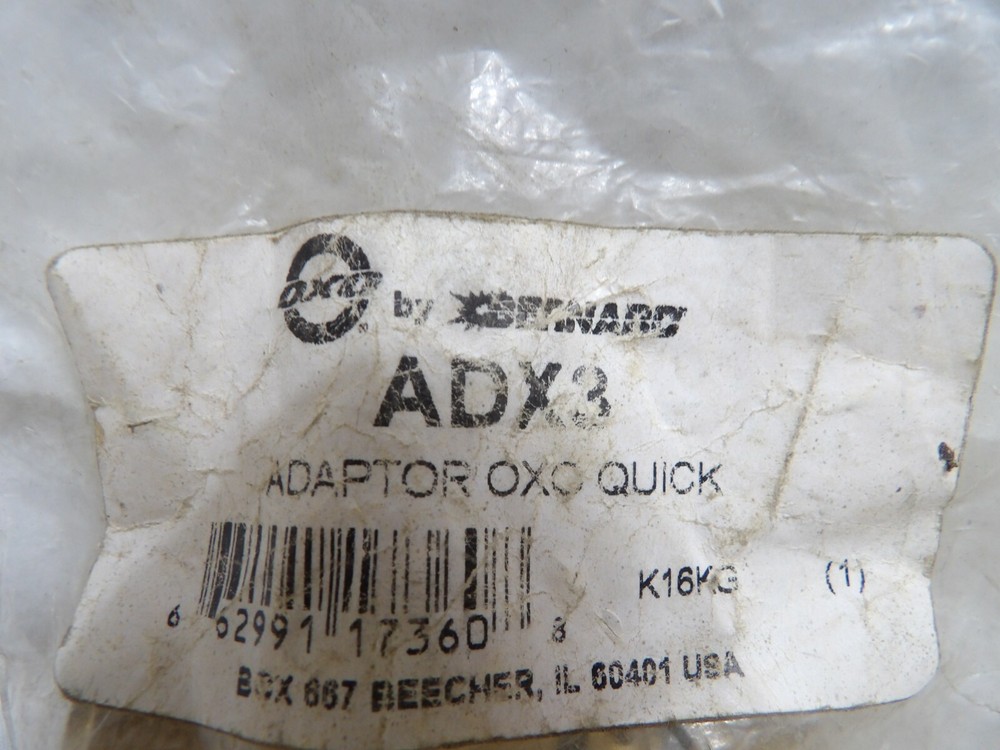 OXO by BERNARD
ADX3
ADAPTOR OXO QUICK
K16KG (1)
6 62991 17360 8
BOX 667 BEECHER, IL 60401 USA